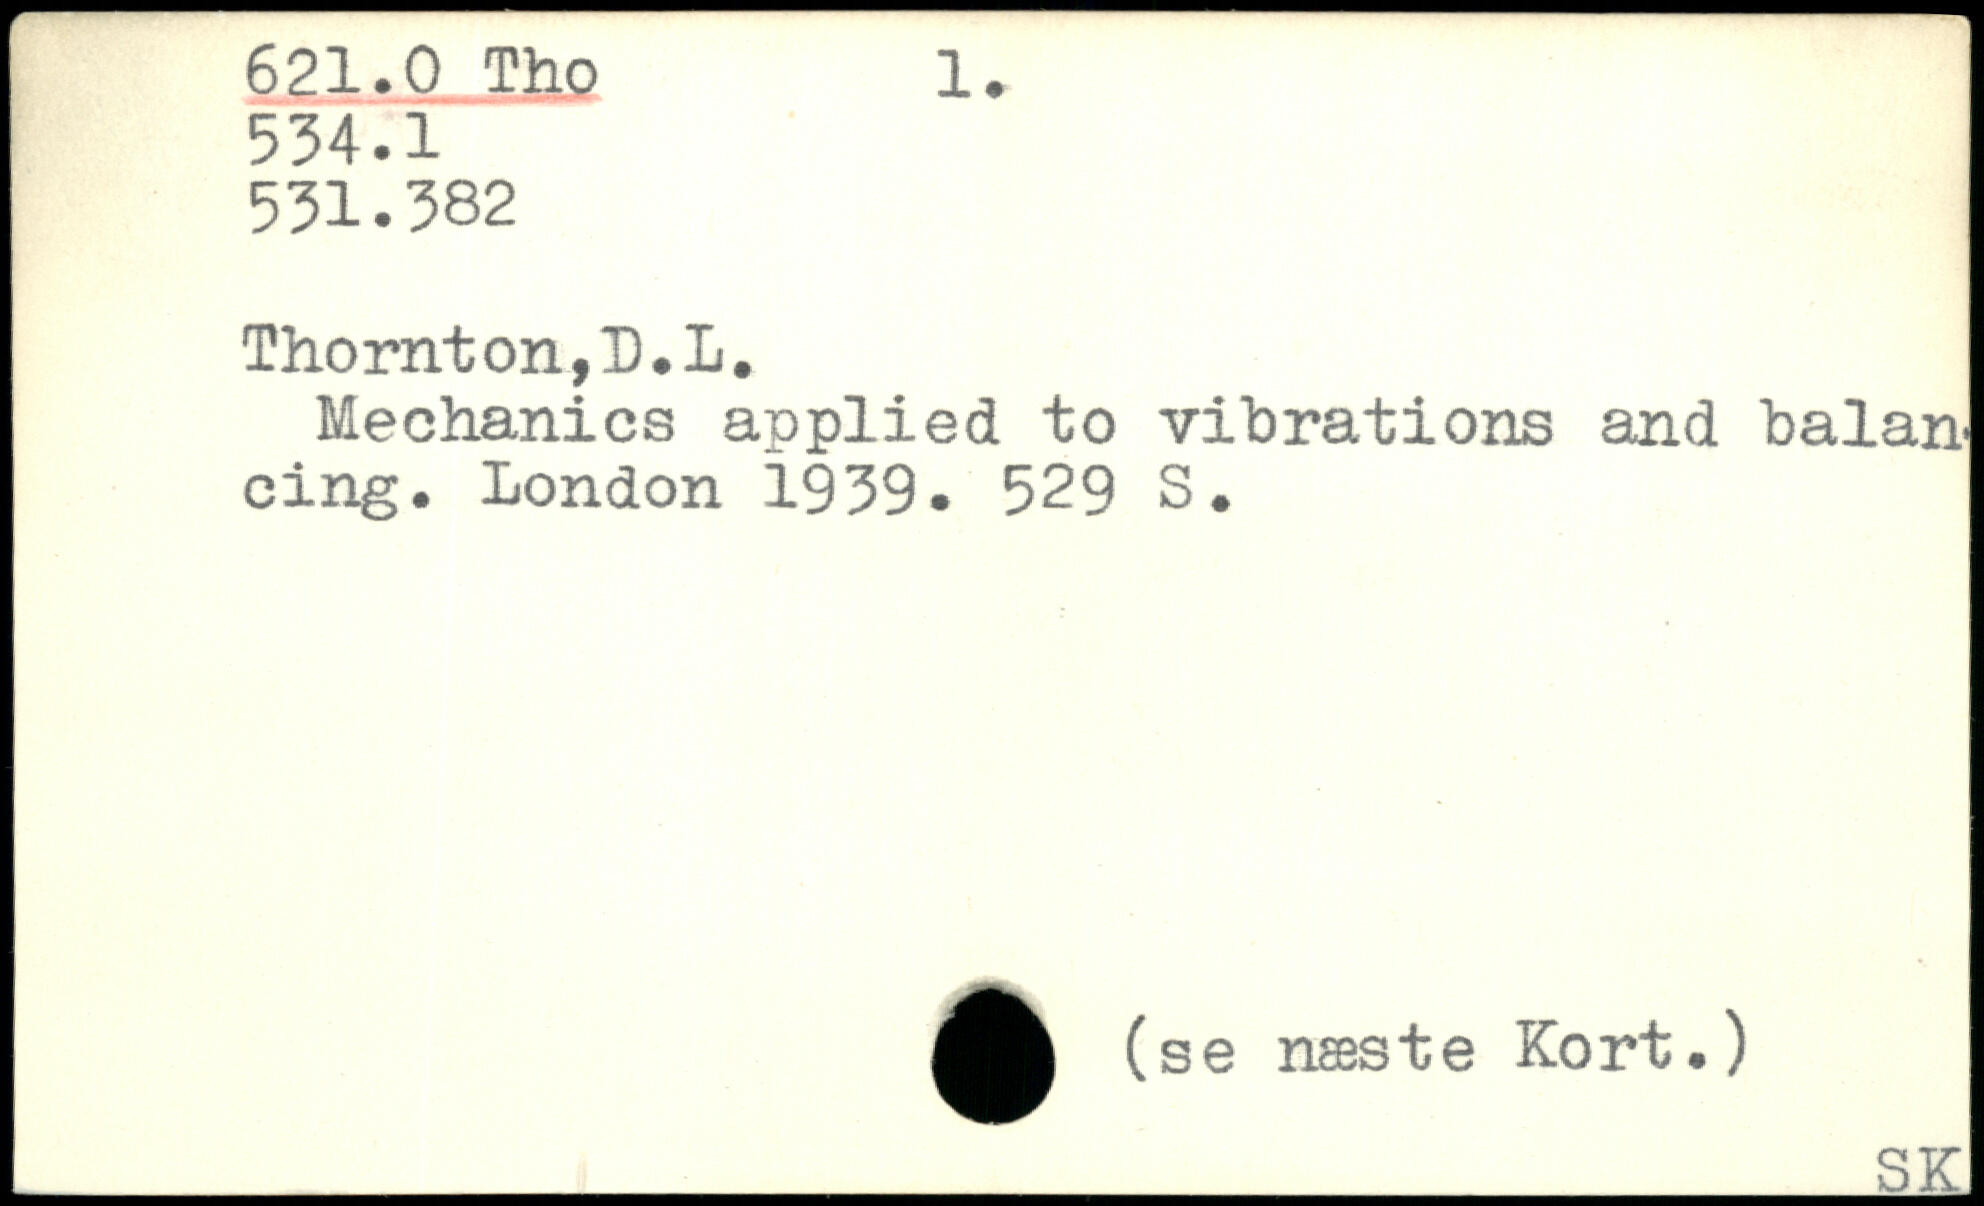 621.0 Tho 1.
534.1
531.382
Thornton,D.L.
Mechanics applied to vibrations and balan-
cing. London 1939. 529 S.
(se næste Kort.)
SK